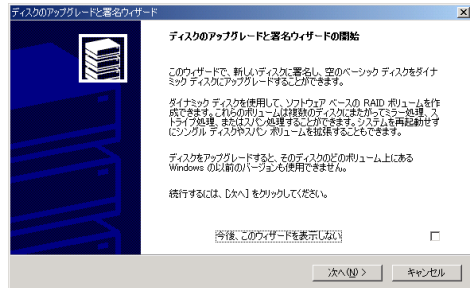 ディスクのアップグレードと署名ウィザード
ディスクのアップグレードと署名ウィザードの開始
このウィザードで、新しいディスクに署名し、空のベーシック ディスクをダイナ
ミック ディスクにアップグレードすることができます。
ダイナミック ディスクを使用して、ソフトウェア ベースの RAID ボリュームを作
成できます。これらのボリュームは複数のディスクにまたがってミラー処理、ス
トライプ処理、またはスパン処理することができます。システムを再起動せず
にシングル ディスクやスパン ボリュームを拡張することもできます。
ディスクをアップグレードすると、そのディスクのどのボリューム上にある
Windows の以前のバージョンも使用できません。
続行するには、[次へ] をクリックしてください。
今後、このウィザードを表示しない
次へ(N) >
キャンセル